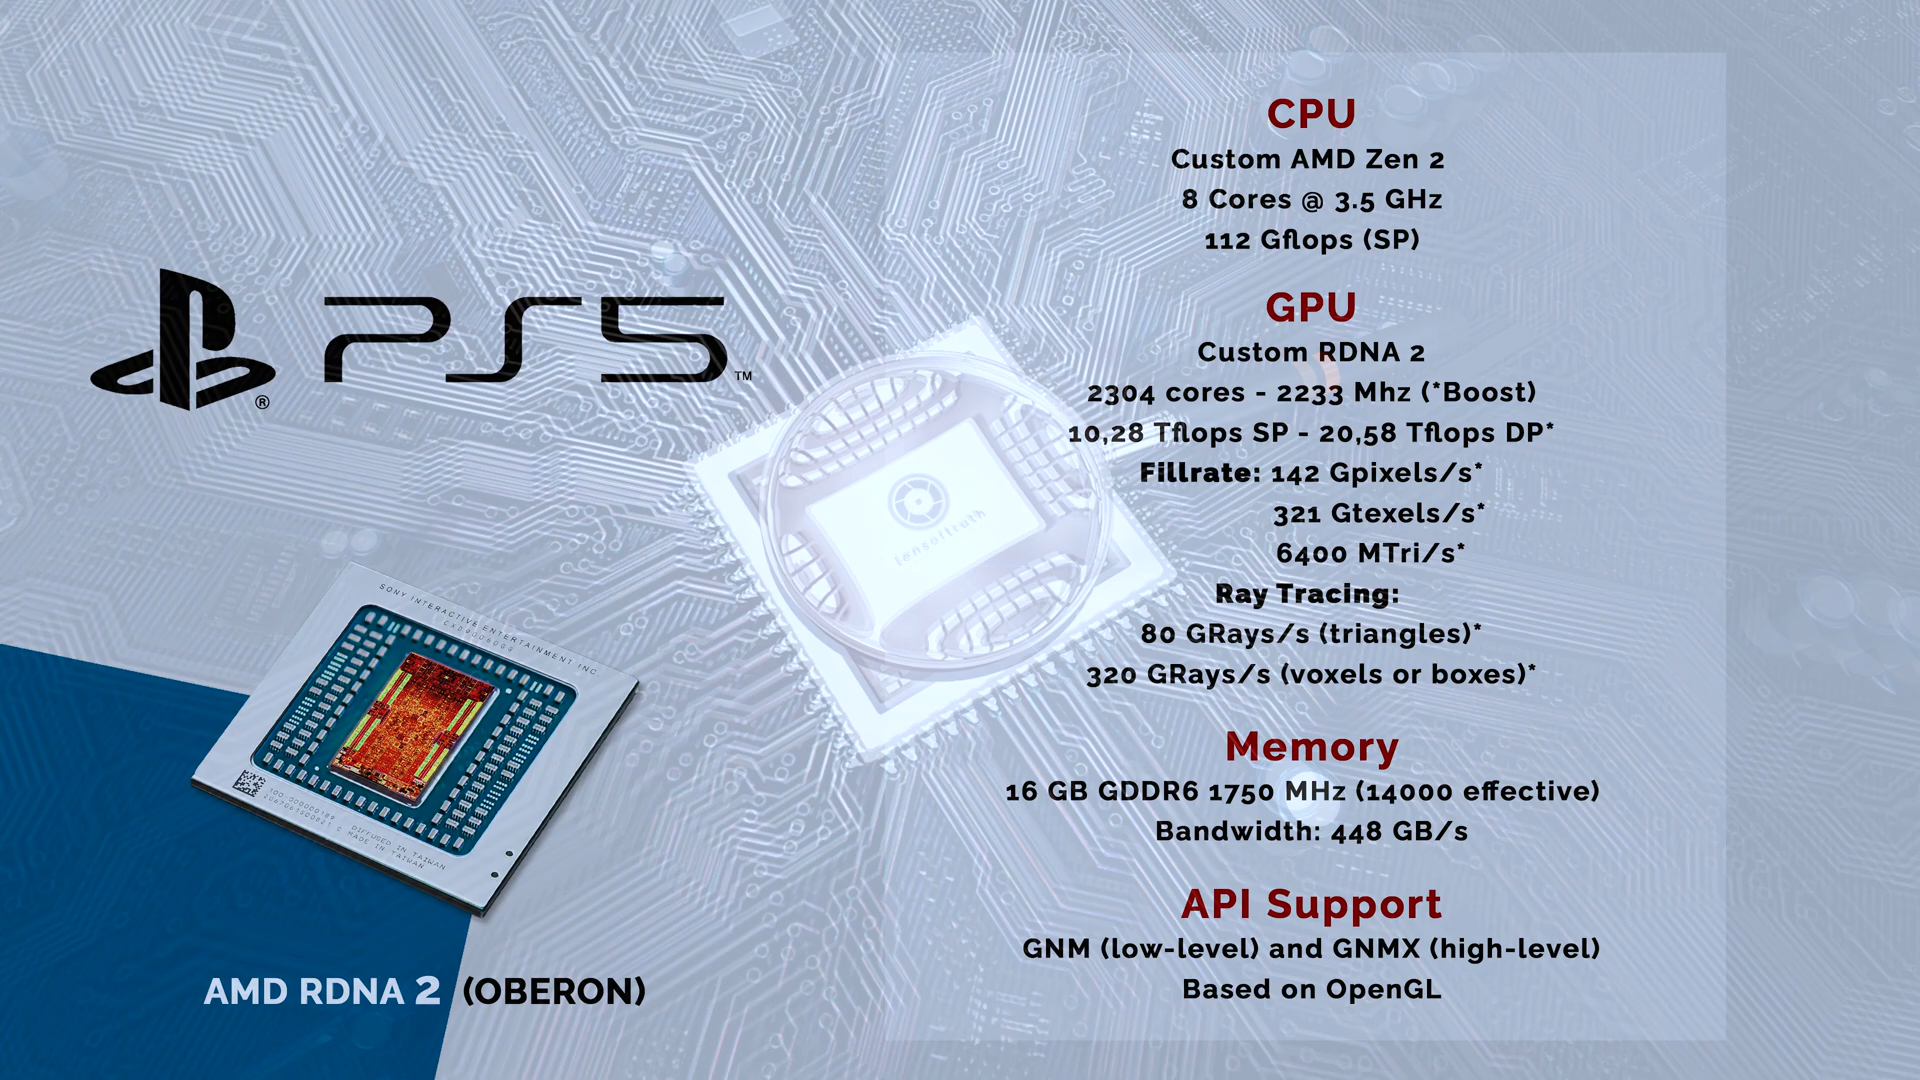 PS5 ™
®
SONY INTERACTIVE ENTERTAINMENT INC
DIFFUSED IN TAIWAN
MADE IN TAIWAN
AMD RDNA 2 (OBERON)
tensoltruth
CPU
Custom AMD Zen 2
8 Cores @ 3.5 GHz
112 Gflops (SP)
GPU
Custom RDNA 2
2304 cores - 2233 Mhz (*Boost)
10,28 Tflops SP - 20,58 Tflops DP*
Fillrate: 142 Gpixels/s*
321 Gtexels/s*
6400 MTri/s*
Ray Tracing:
80 GRays/s (triangles)*
320 GRays/s (voxels or boxes)*
Memory
16 GB GDDR6 1750 MHz (14000 effective)
Bandwidth: 448 GB/s
API Support
GNM (low-level) and GNMX (high-level)
Based on OpenGL